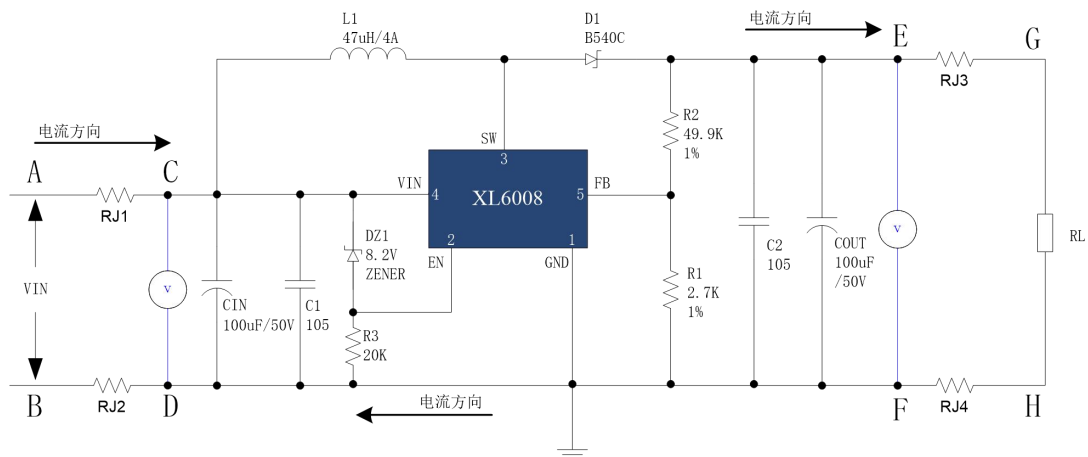 L1
47uH/4A
D1
B540C
电流方向
E
G
RJ3
电流方向
A
C
RJ1
SW
3
VIN
4
XL6008
5
FB
2
EN
1
GND
R2
49.9K
1%
DZ1
8.2V
ZENER
VIN
v
CIN
100uF/50V
C1
105
R3
20K
R1
2.7K
1%
C2
105
COUT
100uF
/50V
v
RL
B
RJ2
D
电流方向
F
RJ4
H